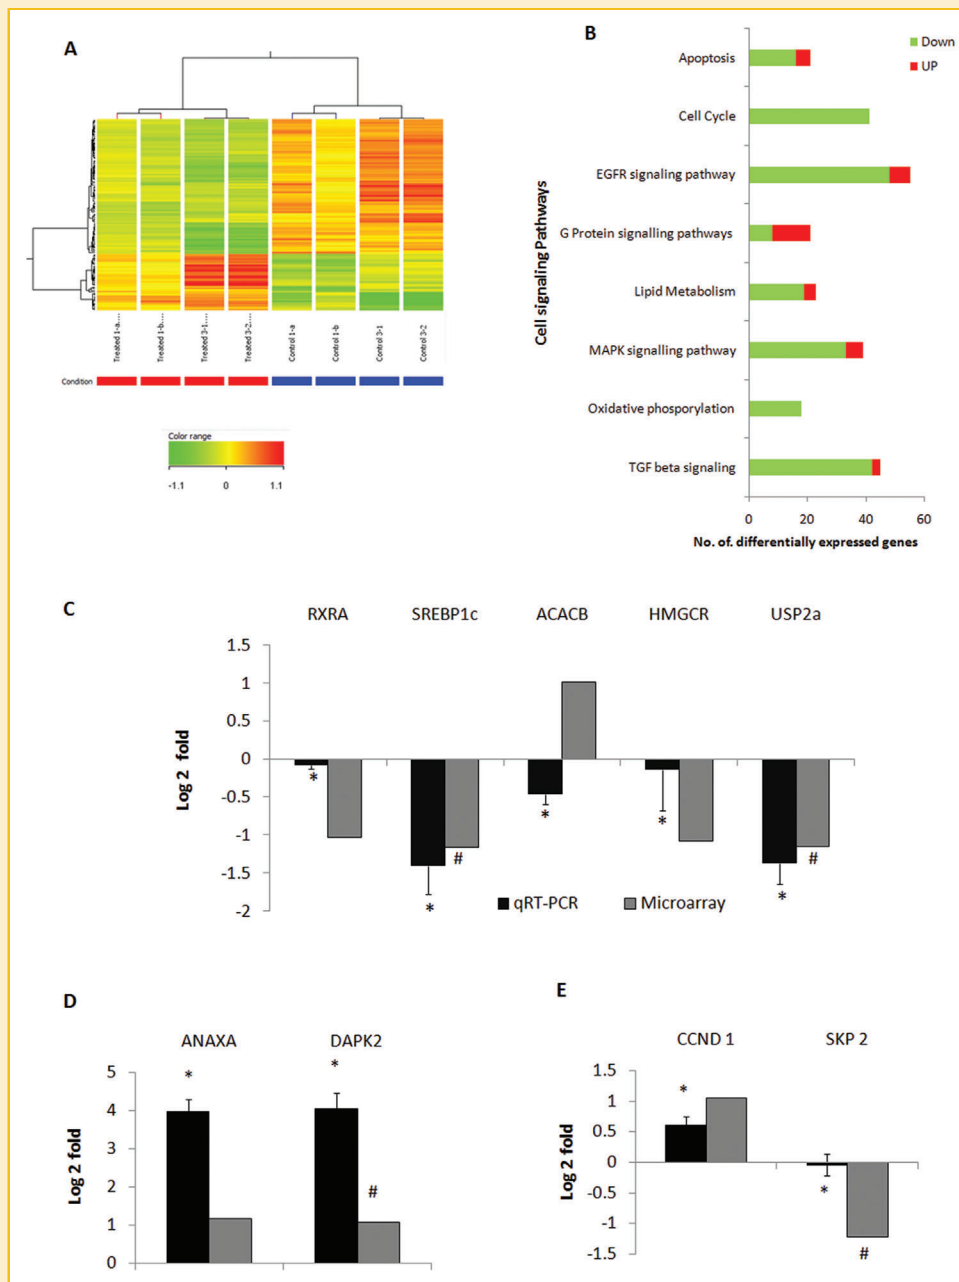 A
Treated 1-a....
Treated 1-b....
Treated 3-1....
Treated 3-2....
Control 1-a
Control 1-b
Control 3-1
Control 3-2
Condition
Color range
-1.1 0 1.1
B
Down
UP
Cell signaling Pathways
Apoptosis
Cell Cycle
EGFR signaling pathway
G Protein signalling pathways
Lipid Metabolism
MAPK signalling pathway
Oxidative phosporylation
TGF beta signaling
0 20 40 60
No. of. differentially expressed genes
C
RXRA SREBP1c ACACB HMGCR USP2a
Log 2 fold
1.5
1
0.5
0
-0.5
-1
-1.5
-2
* * * * *
# #
qRT-PCR Microarray
D
ANAXA DAPK2
Log 2 fold
5
4
3
2
1
0
* *
#
E
CCND 1 SKP 2
Log 2 fold
1.5
1
0.5
0
-0.5
-1
-1.5
* *
#